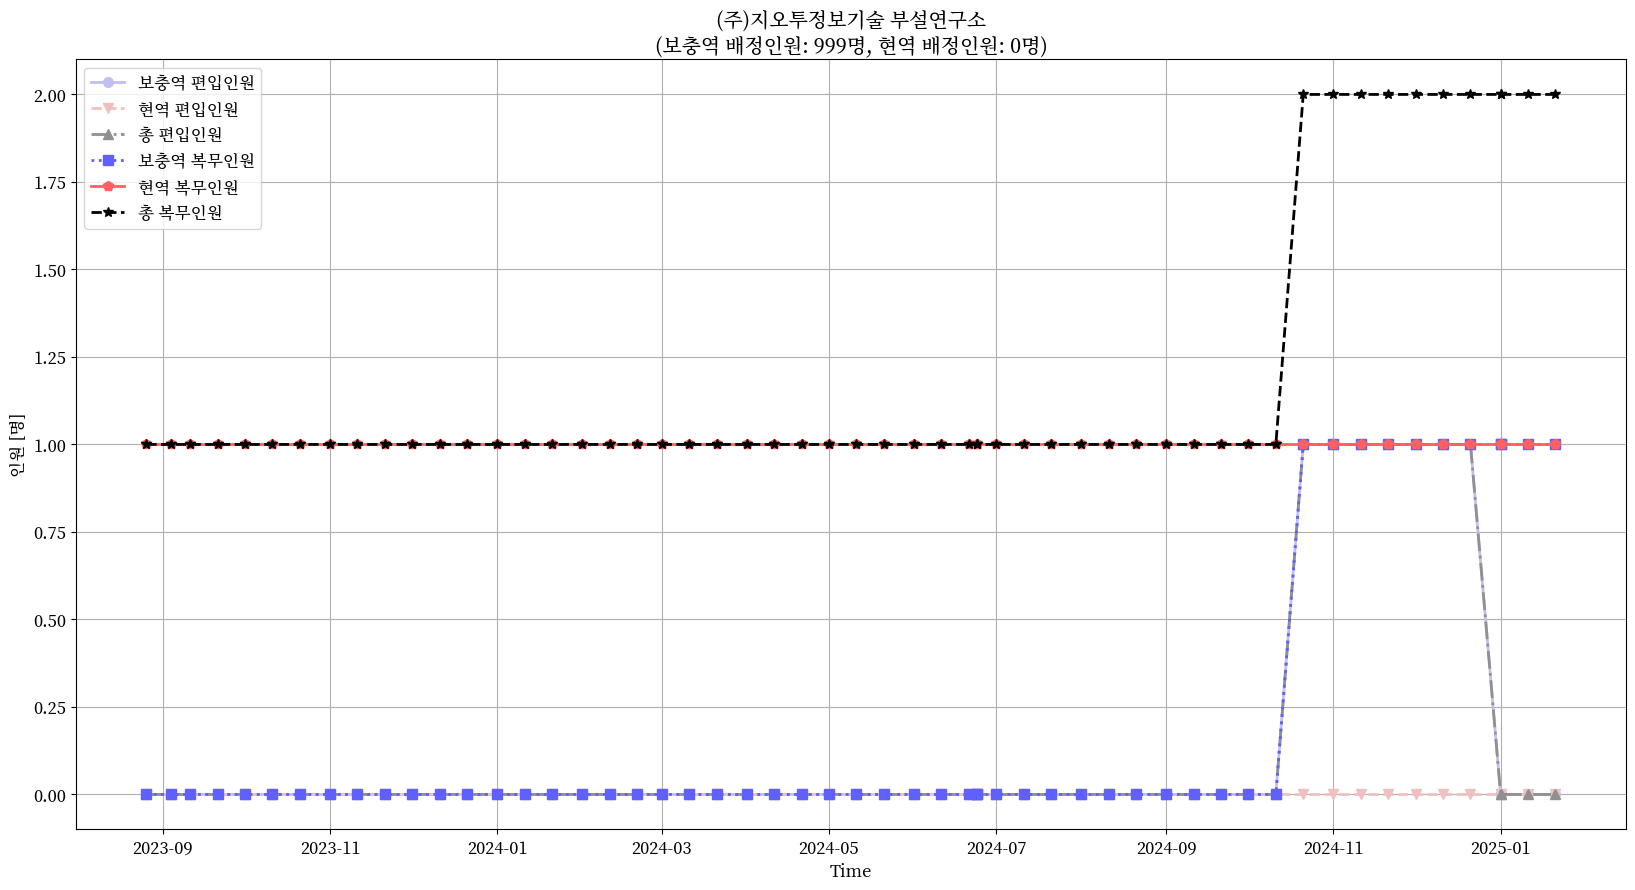 (주)지오투정보기술 부설연구소
(보충역 배정인원: 999명, 현역 배정인원: 0명)
보충역 편입인원
현역 편입인원
총 편입인원
보충역 복무인원
현역 복무인원
총 복무인원
2.00
1.75
1.50
1.25
1.00
0.75
0.50
0.25
0.00
인원 [명]
2023-09
2023-11
2024-01
2024-03
2024-05
2024-07
2024-09
2024-11
2025-01
Time